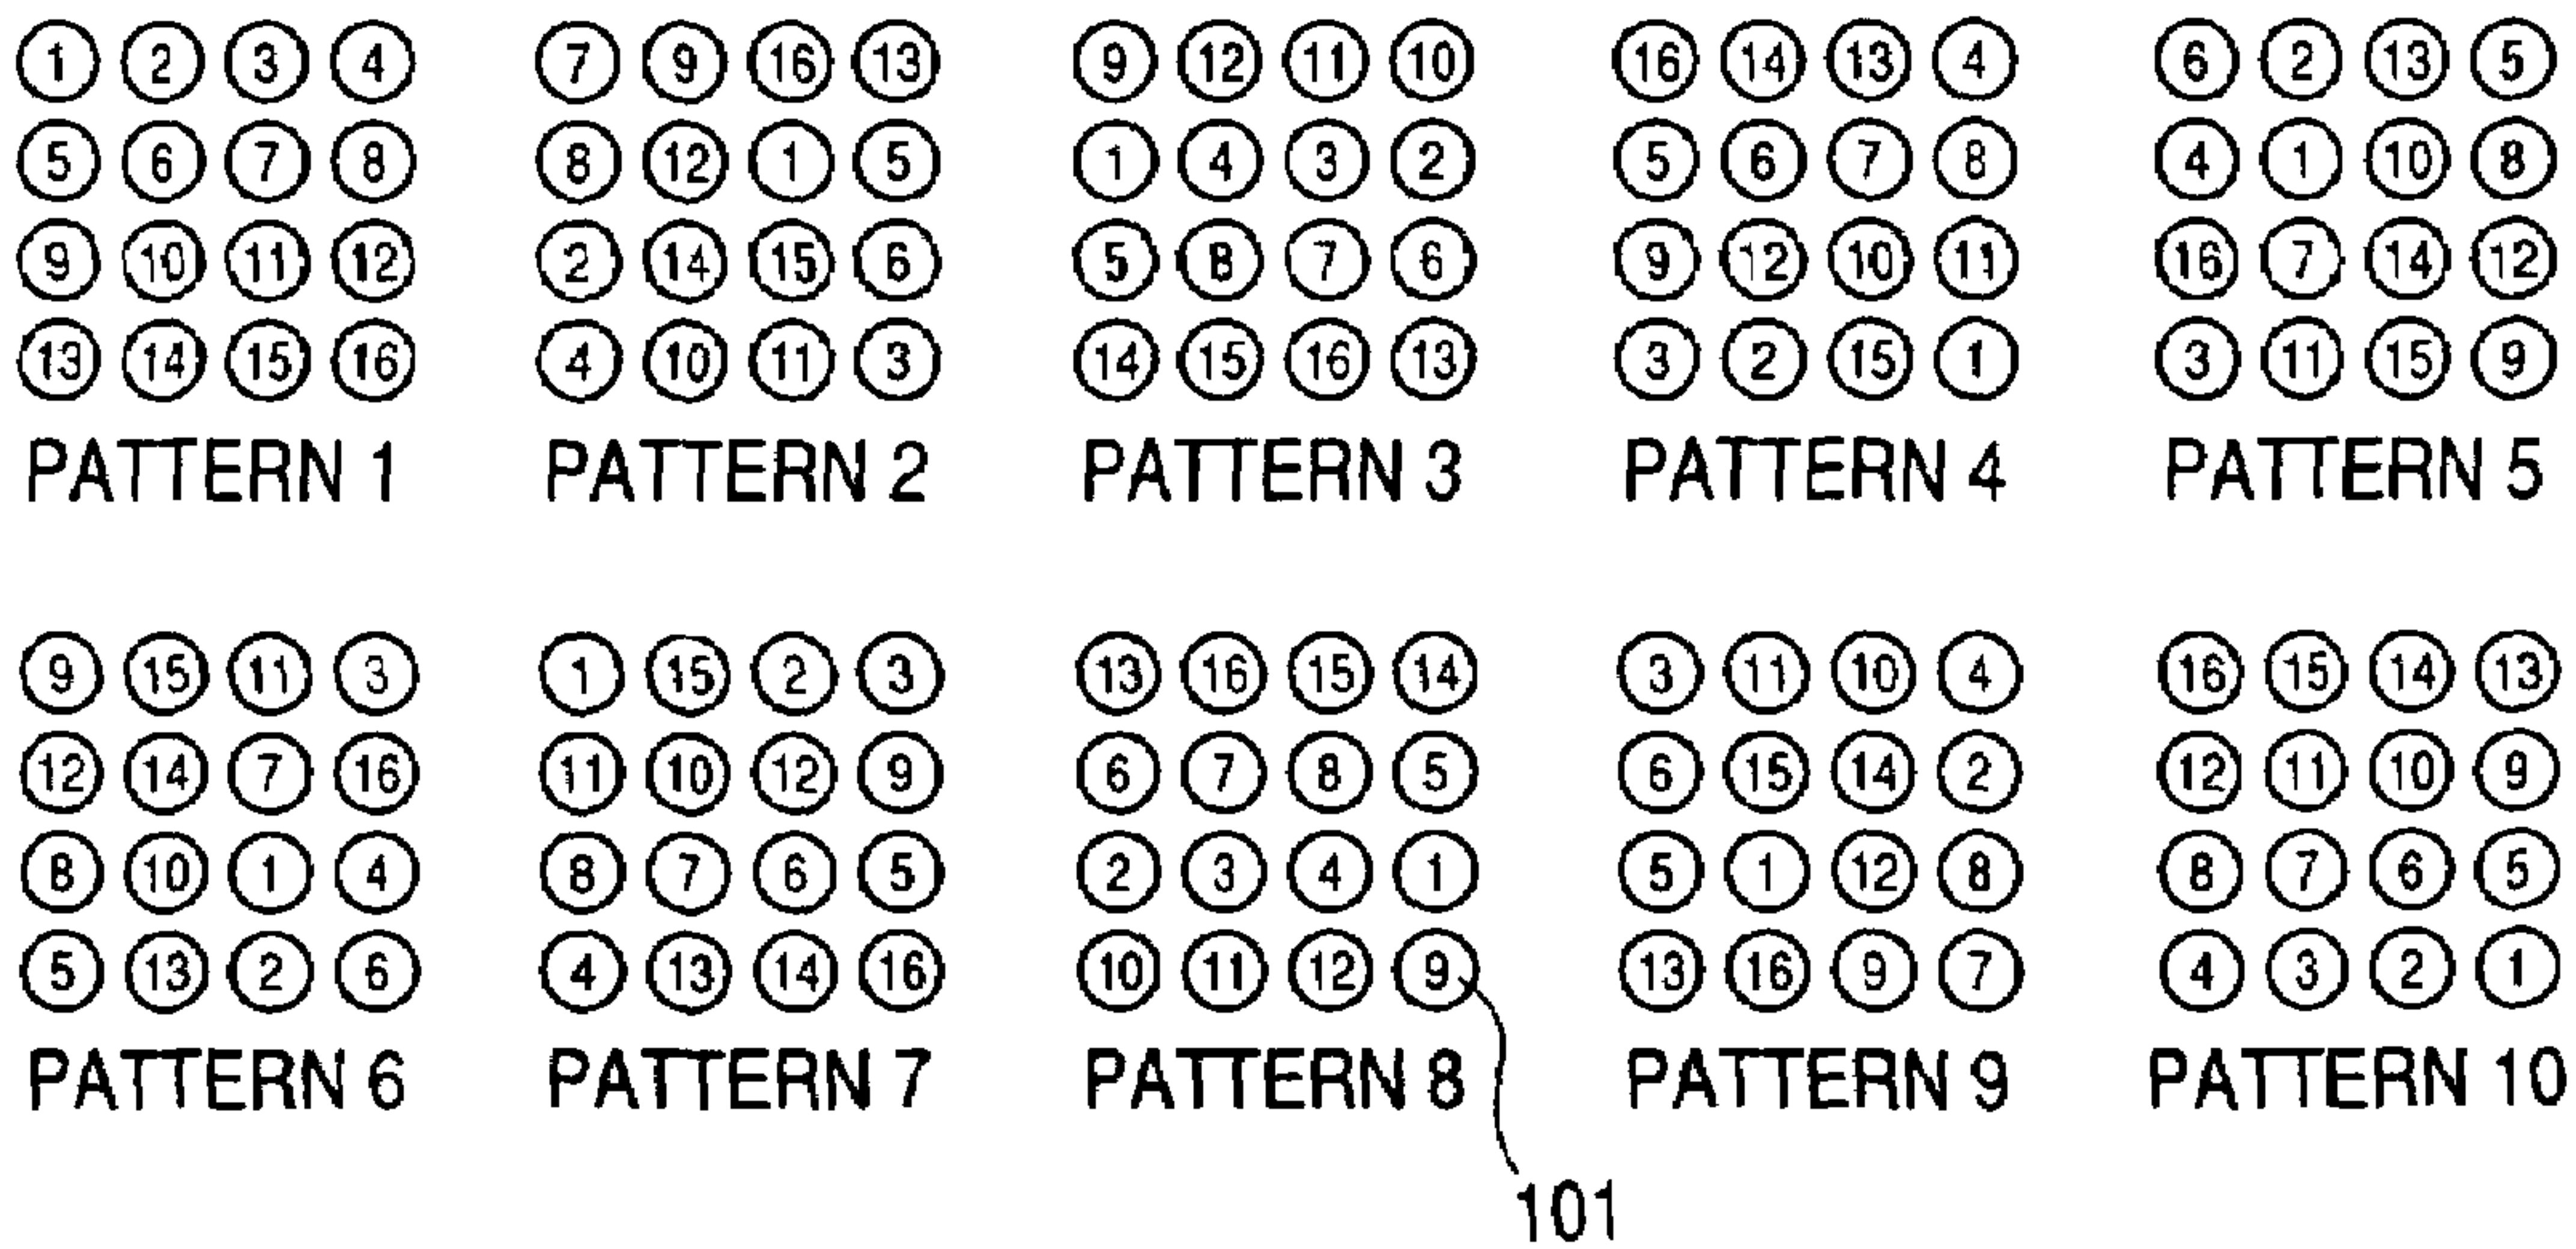 1 2 3 4 7 9 16 13 9 12 11 10 16 14 13 4 6 2 13 5
5 6 7 8 8 12 1 5 1 4 3 2 5 6 7 8 4 1 10 8
9 10 11 12 2 14 15 6 5 8 7 6 9 12 10 11 16 7 14 12
13 14 15 16 4 10 11 3 14 15 16 13 3 2 15 1 3 11 15 9
PATTERN 1 PATTERN 2 PATTERN 3 PATTERN 4 PATTERN 5
9 15 11 3 1 15 2 3 13 16 15 14 3 11 10 4 16 15 14 13
12 14 7 16 11 10 12 9 6 7 8 5 6 15 14 2 12 11 10 9
8 10 1 4 8 7 6 5 2 3 4 1 5 1 12 8 8 7 6 5
5 13 2 6 4 13 14 16 10 11 12 9 13 16 9 7 4 3 2 1
PATTERN 6 PATTERN 7 PATTERN 8 PATTERN 9 PATTERN 10
101